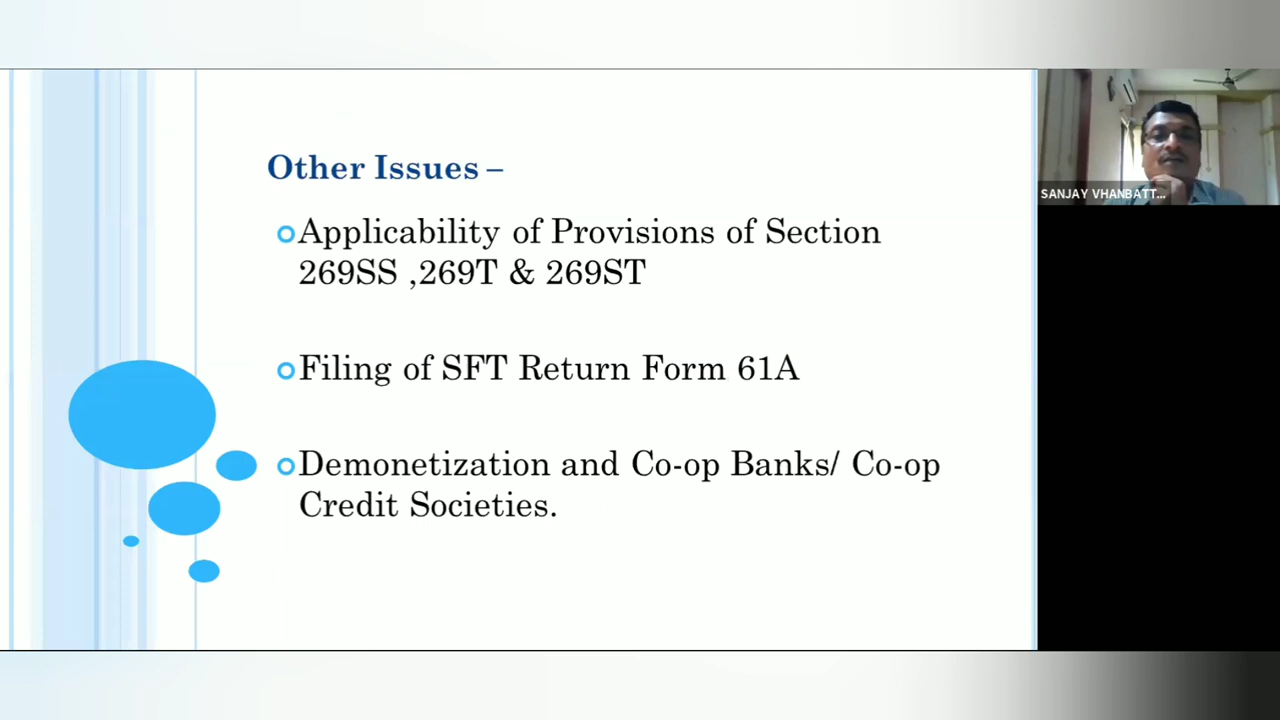 Other Issues –
Applicability of Provisions of Section
269SS ,269T & 269ST
Filing of SFT Return Form 61A
Demonetization and Co-op Banks/ Co-op
Credit Societies.
SANJAY VHANBATT...